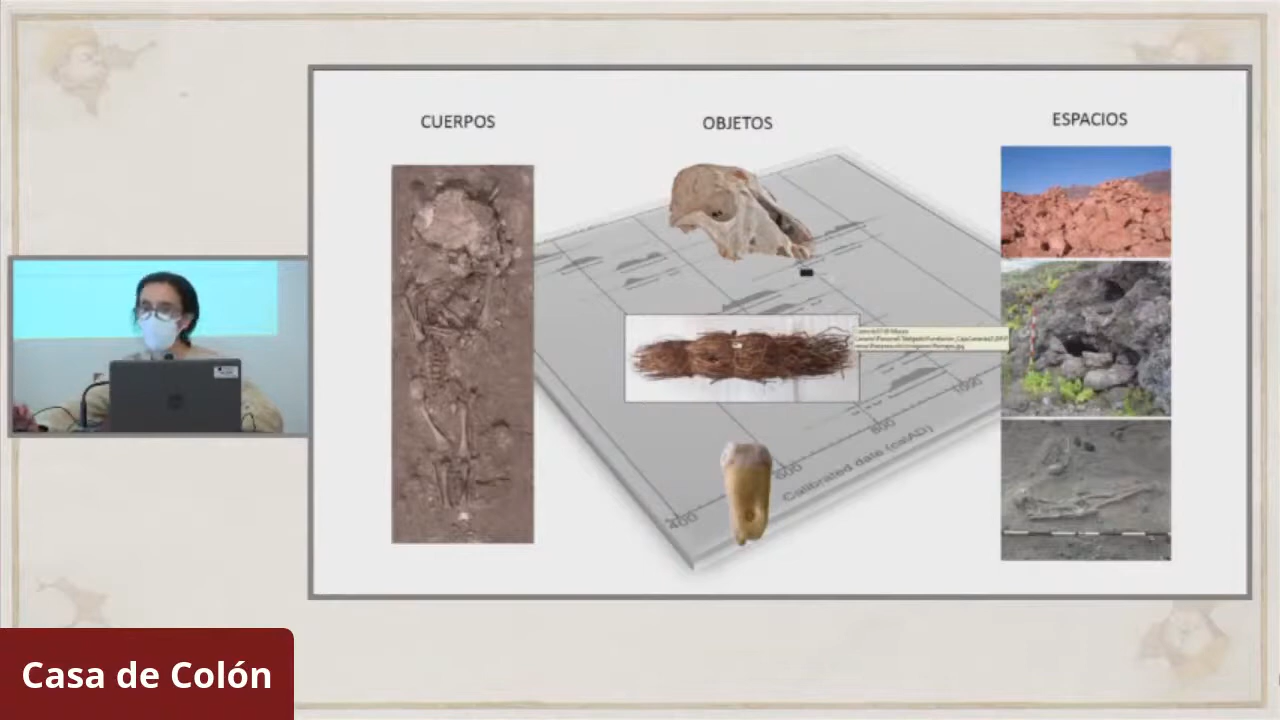 CUERPOS
OBJETOS
ESPACIOS
400
600
800
1000
Calibrated date (calAD)
Casa de Colón